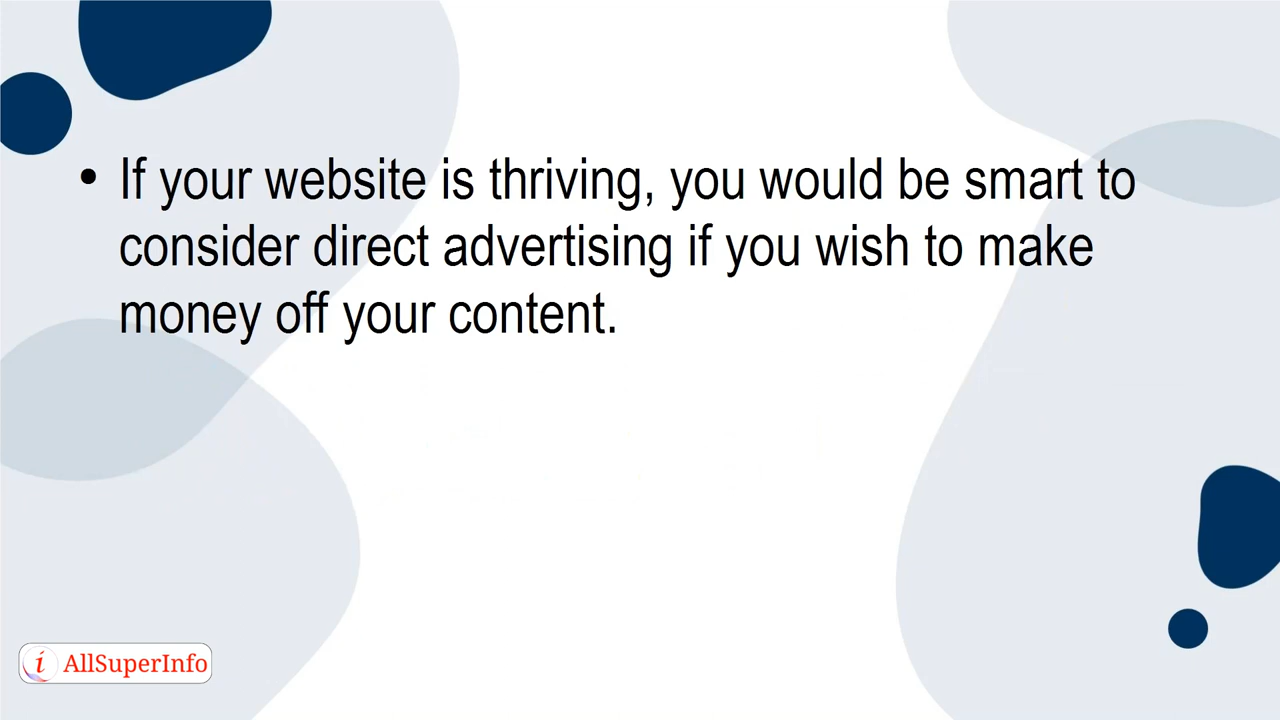 • If your website is thriving, you would be smart to
consider direct advertising if you wish to make
money off your content.
i AllSuperInfo